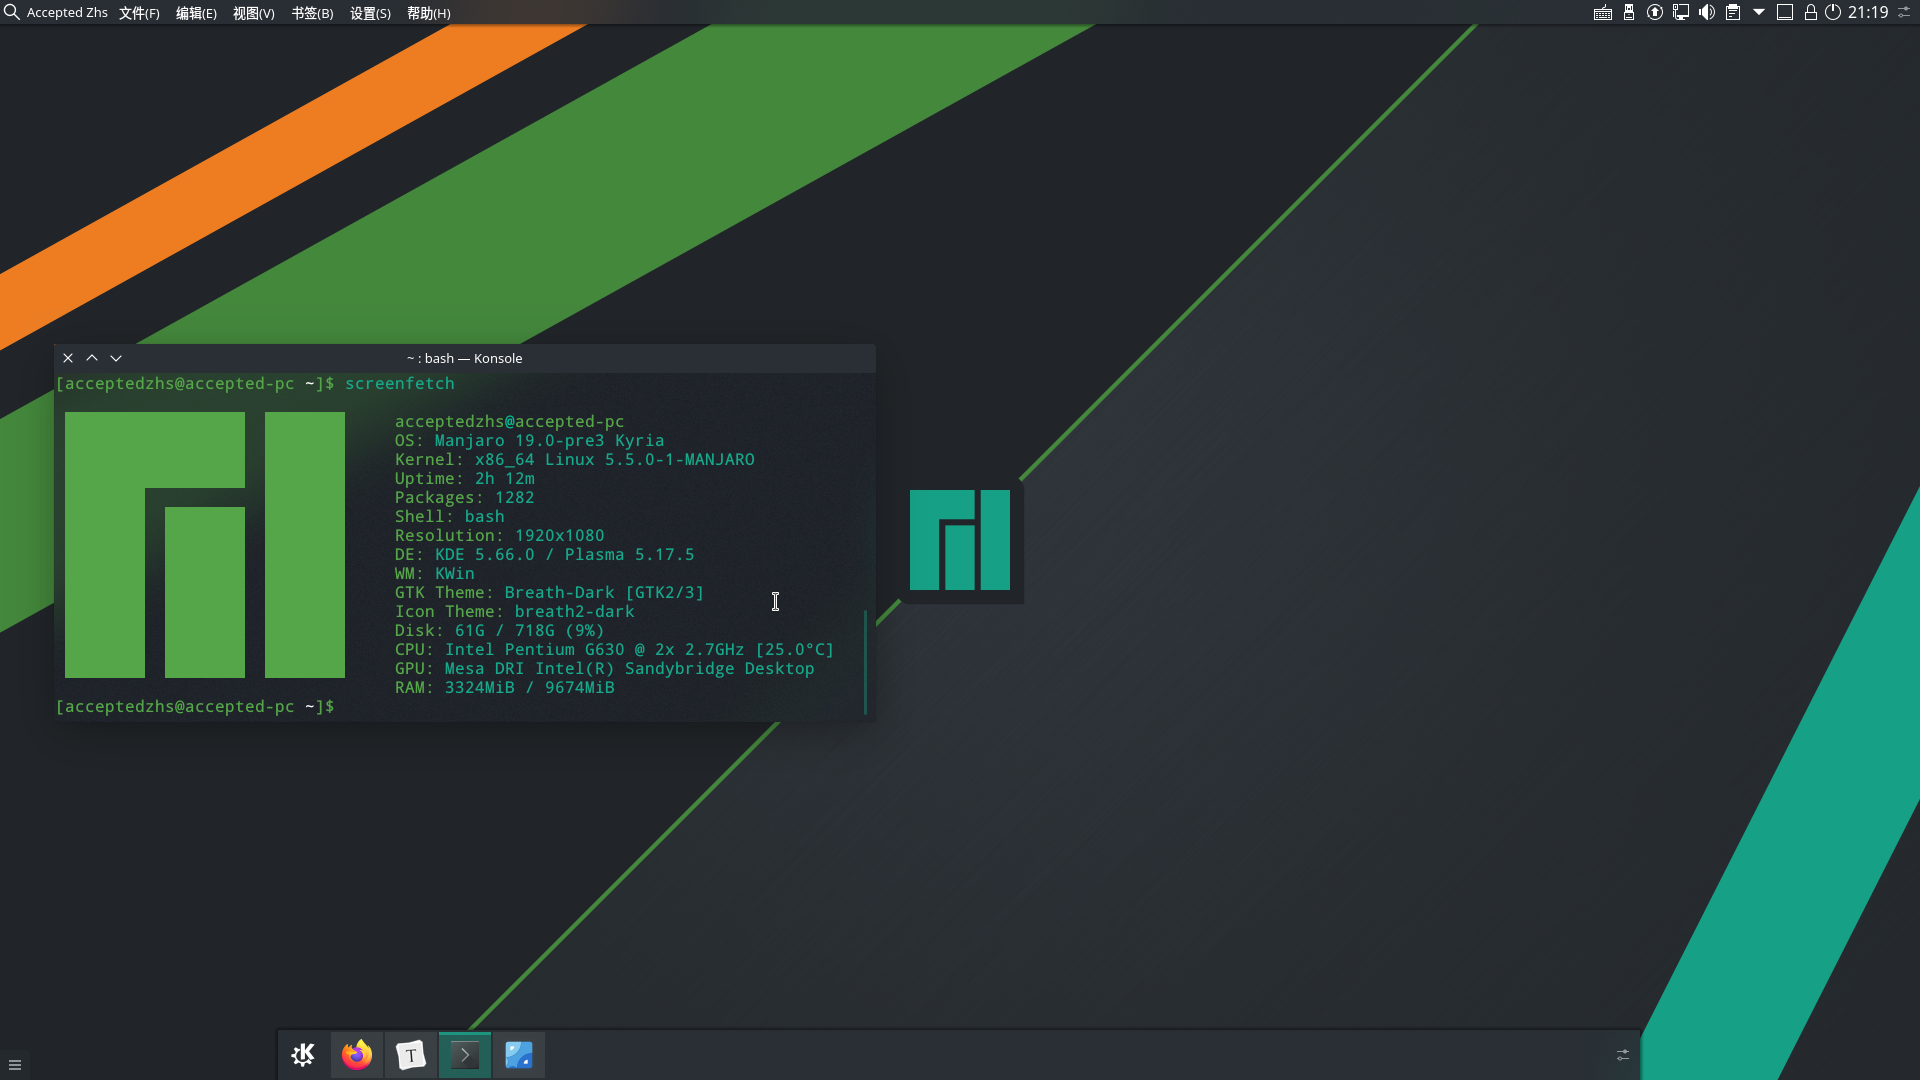 Accepted Zhs 文件(F) 编辑(E) 视图(V) 书签(B) 设置(S) 帮助(H) 21:19
~ : bash — Konsole
[acceptedzhs@accepted-pc ~]$ screenfetch
acceptedzhs@accepted-pc
OS: Manjaro 19.0-pre3 Kyria
Kernel: x86_64 Linux 5.5.0-1-MANJARO
Uptime: 2h 12m
Packages: 1282
Shell: bash
Resolution: 1920x1080
DE: KDE 5.66.0 / Plasma 5.17.5
WM: KWin
GTK Theme: Breath-Dark [GTK2/3]
Icon Theme: breath2-dark
Disk: 61G / 718G (9%)
CPU: Intel Pentium G630 @ 2x 2.7GHz [25.0°C]
GPU: Mesa DRI Intel(R) Sandybridge Desktop
RAM: 3324MiB / 9674MiB
[acceptedzhs@accepted-pc ~]$
T